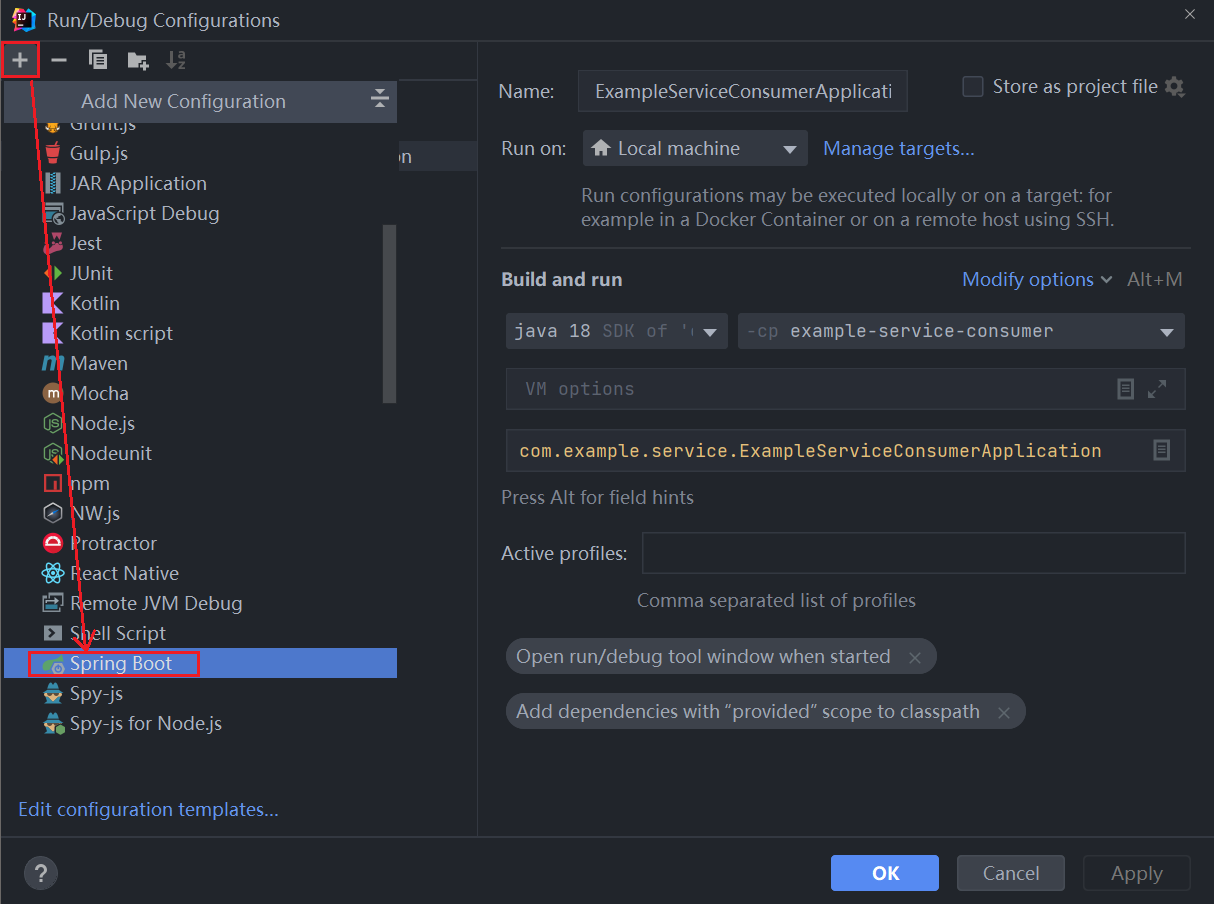 Run/Debug Configurations
Add New Configuration
Grunt.js
Gulp.js
JAR Application
JavaScript Debug
Jest
JUnit
Kotlin
Kotlin script
Maven
Mocha
Node.js
Nodeunit
npm
NW.js
Protractor
React Native
Remote JVM Debug
Shell Script
Spring Boot
Spy-js
Spy-js for Node.js
Edit configuration templates...
on
Name: ExampleServiceConsumerApplicati
Store as project file
Run on: Local machine Manage targets...
Run configurations may be executed locally or on a target: for
example in a Docker Container or on a remote host using SSH.
Build and run Modify options Alt+M
java 18 SDK of '
-cp example-service-consumer
VM options
com.example.service.ExampleServiceConsumerApplication
Press Alt for field hints
Active profiles:
Comma separated list of profiles
Open run/debug tool window when started
Add dependencies with “provided” scope to classpath
? OK Cancel Apply